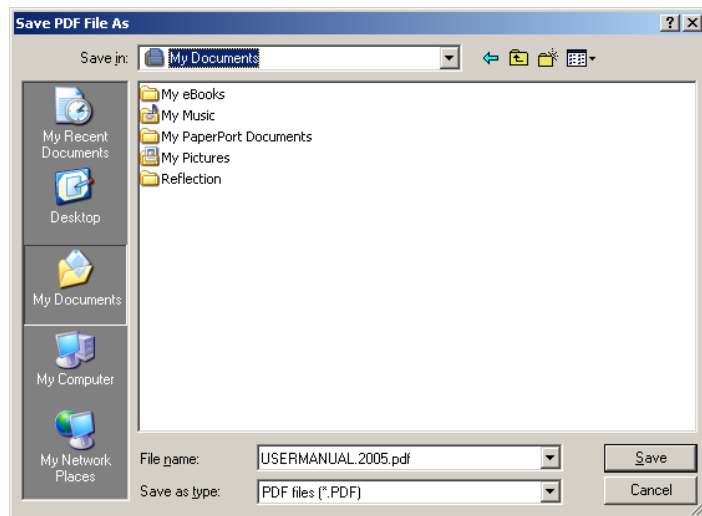 Save PDF File As
Save in: My Documents
My eBooks
My Music
My PaperPort Documents
My Pictures
Reflection
My Recent
Documents
Desktop
My Documents
My Computer
My Network
Places
File name: USERMANUAL.2005.pdf Save
Save as type: PDF files (*.PDF) Cancel